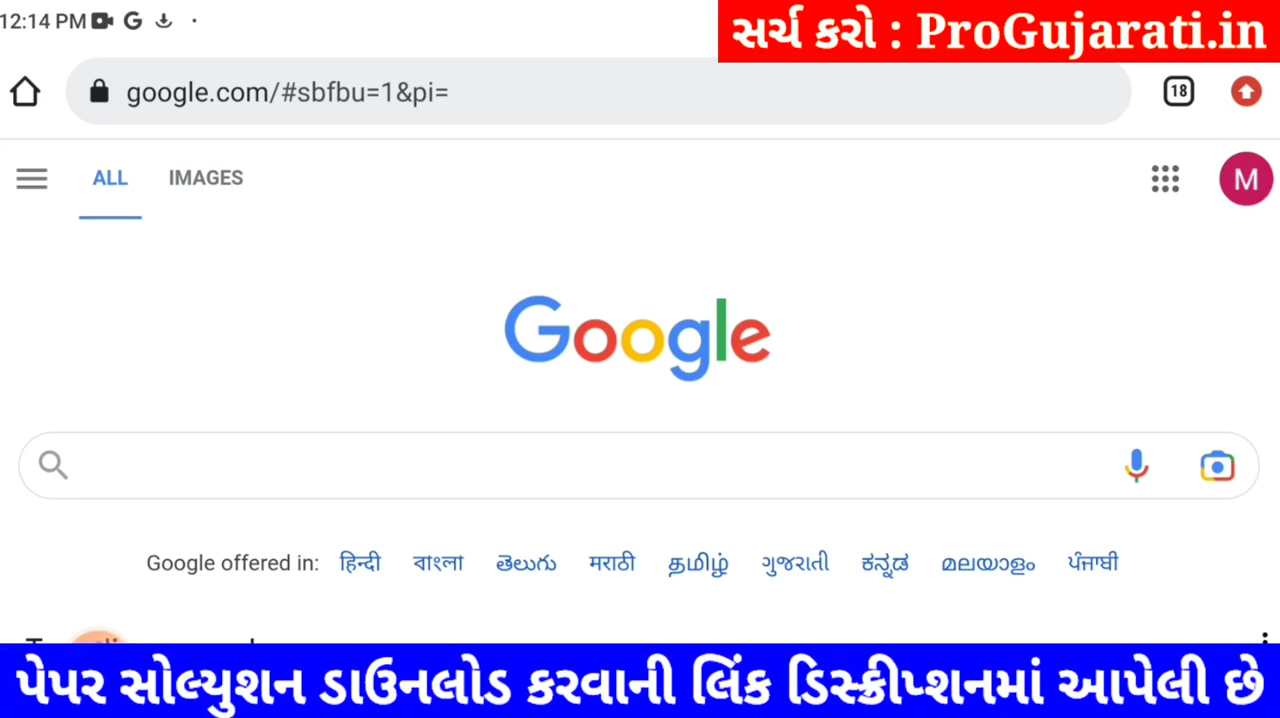 12:14 PM
સર્ચ કરો : ProGujarati.in
google.com/#sbfbu=1&pi=
18
ALL IMAGES
M
Google
Google offered in: हिन्दी বাংলা తెలుగు मराठी தமிழ் ગુજરાતી ಕನ್ನಡ മലയാളം ਪੰਜਾਬੀ
પેપર સોલ્યુશન ડાઉનલોડ કરવાની લિંક ડિસ્ક્રીપ્શનમાં આપેલી છે